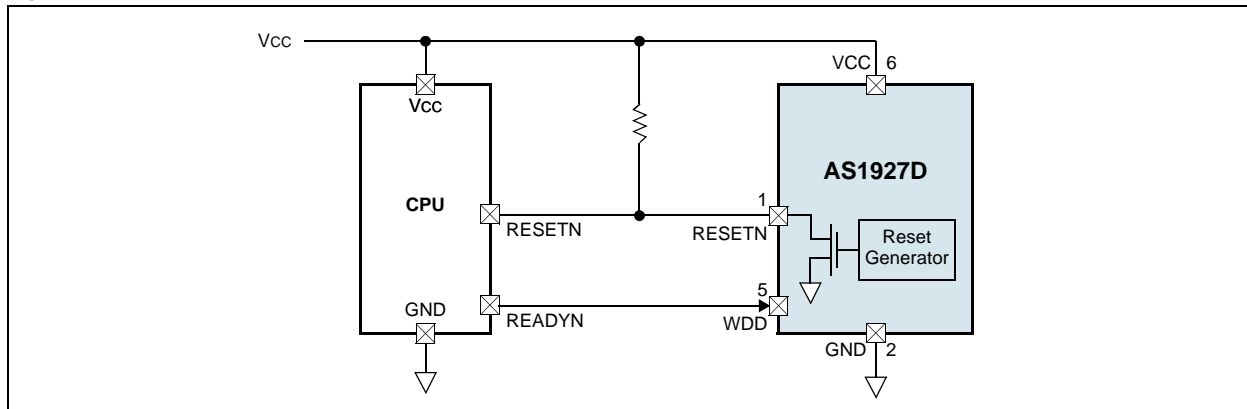 VCC
VCC 6
Vcc
AS1927D
CPU
1
RESETN
RESETN
Reset
Generator
5
GND
READYN
WDD
GND 2